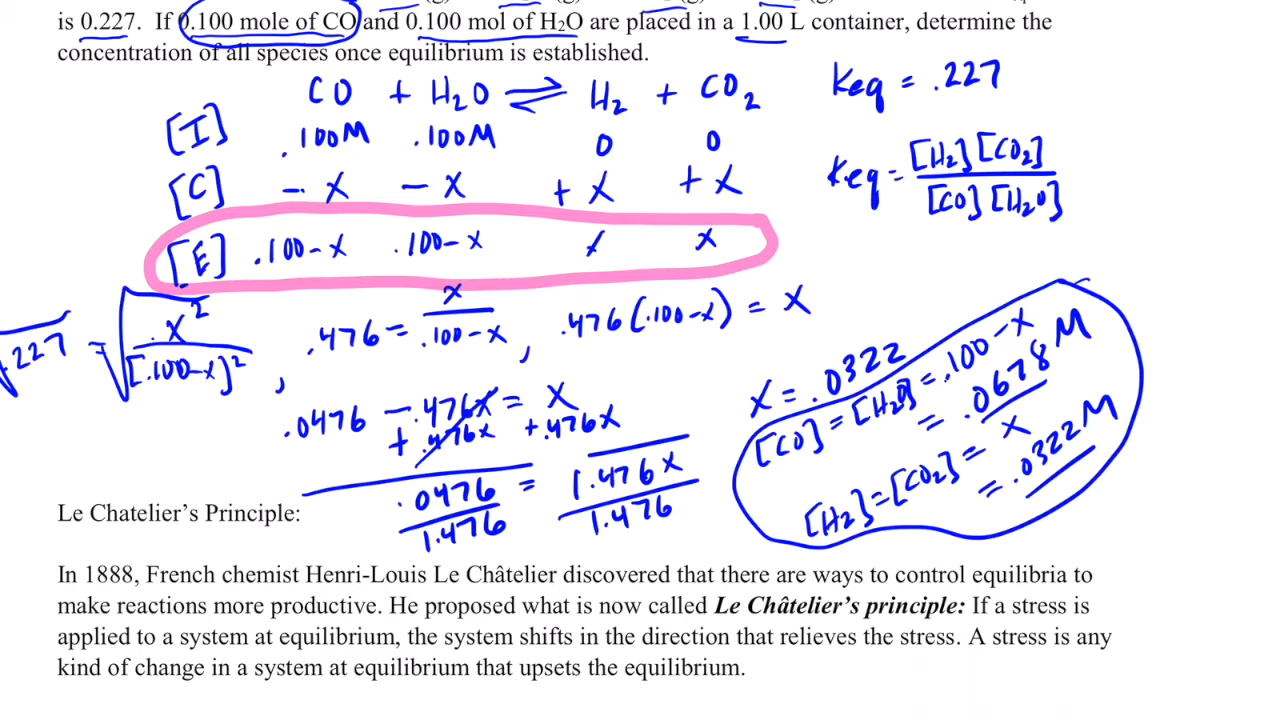 is 0.227. If 0.100 mole of CO and 0.100 mol of H₂O are placed in a 1.00 L container, determine the
concentration of all species once equilibrium is established.
CO + H₂O ⇌ H₂ + CO₂
Keq = .227
[I] .100M .100M 0 0
[C] - X - X + X + X
Keq = [H₂][CO₂] / [CO][H₂O]
[E] .100-x .100-x x x
√.227 = √(x² / [.100-x]²) , .476 = x / .100-x , .476(.100-x) = x
.0476 - .476x = x
+ .476x +.476x
.0476 / 1.476 = 1.476x / 1.476
X = .0322
[CO] = [H₂O] = .100-x
= .0678 M
[H₂] = [CO₂] = x
= .0322 M
Le Chatelier’s Principle:
In 1888, French chemist Henri-Louis Le Châtelier discovered that there are ways to control equilibria to
make reactions more productive. He proposed what is now called Le Châtelier’s principle: If a stress is
applied to a system at equilibrium, the system shifts in the direction that relieves the stress. A stress is any
kind of change in a system at equilibrium that upsets the equilibrium.